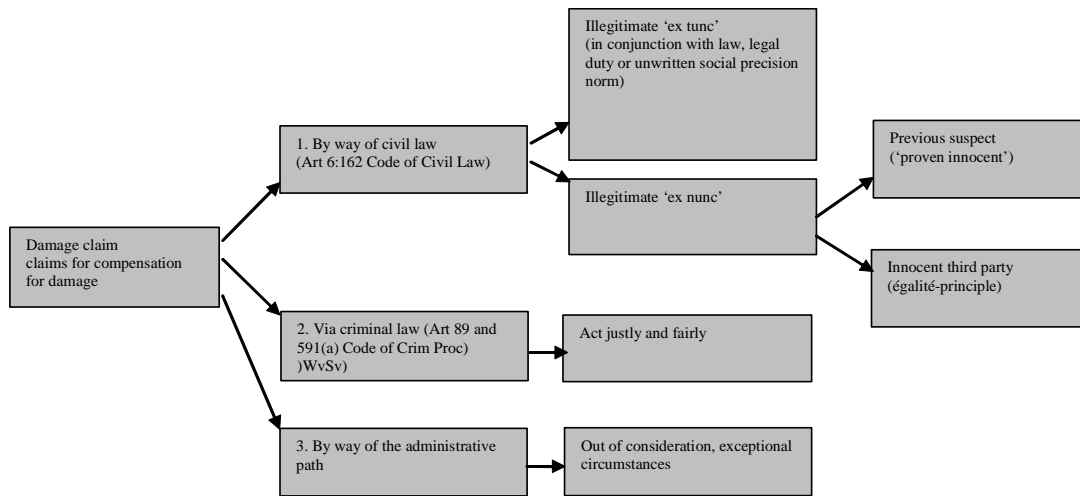 Damage claim
claims for compensation
for damage
1. By way of civil law
(Art 6:162 Code of Civil Law)
Illegitimate ‘ex tunc’
(in conjunction with law, legal
duty or unwritten social precision
norm)
Illegitimate ‘ex nunc’
Previous suspect
(‘proven innocent’)
Innocent third party
(égalité-principle)
2. Via criminal law (Art 89 and
591(a) Code of Crim Proc)
)WvSv)
Act justly and fairly
3. By way of the administrative
path
Out of consideration, exceptional
circumstances